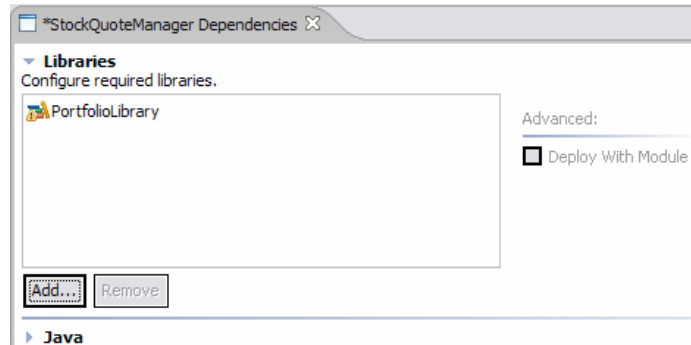 *StockQuoteManager Dependencies
Libraries
Configure required libraries.
PortfolioLibrary
Advanced:
Deploy With Module
Add... Remove
Java